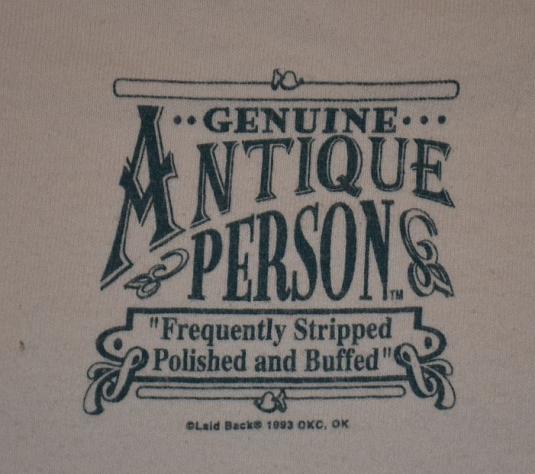 ··GENUINE···
ANTIQUE
PERSON™
"Frequently Stripped
Polished and Buffed"
©Laid Back® 1993 OKC, OK